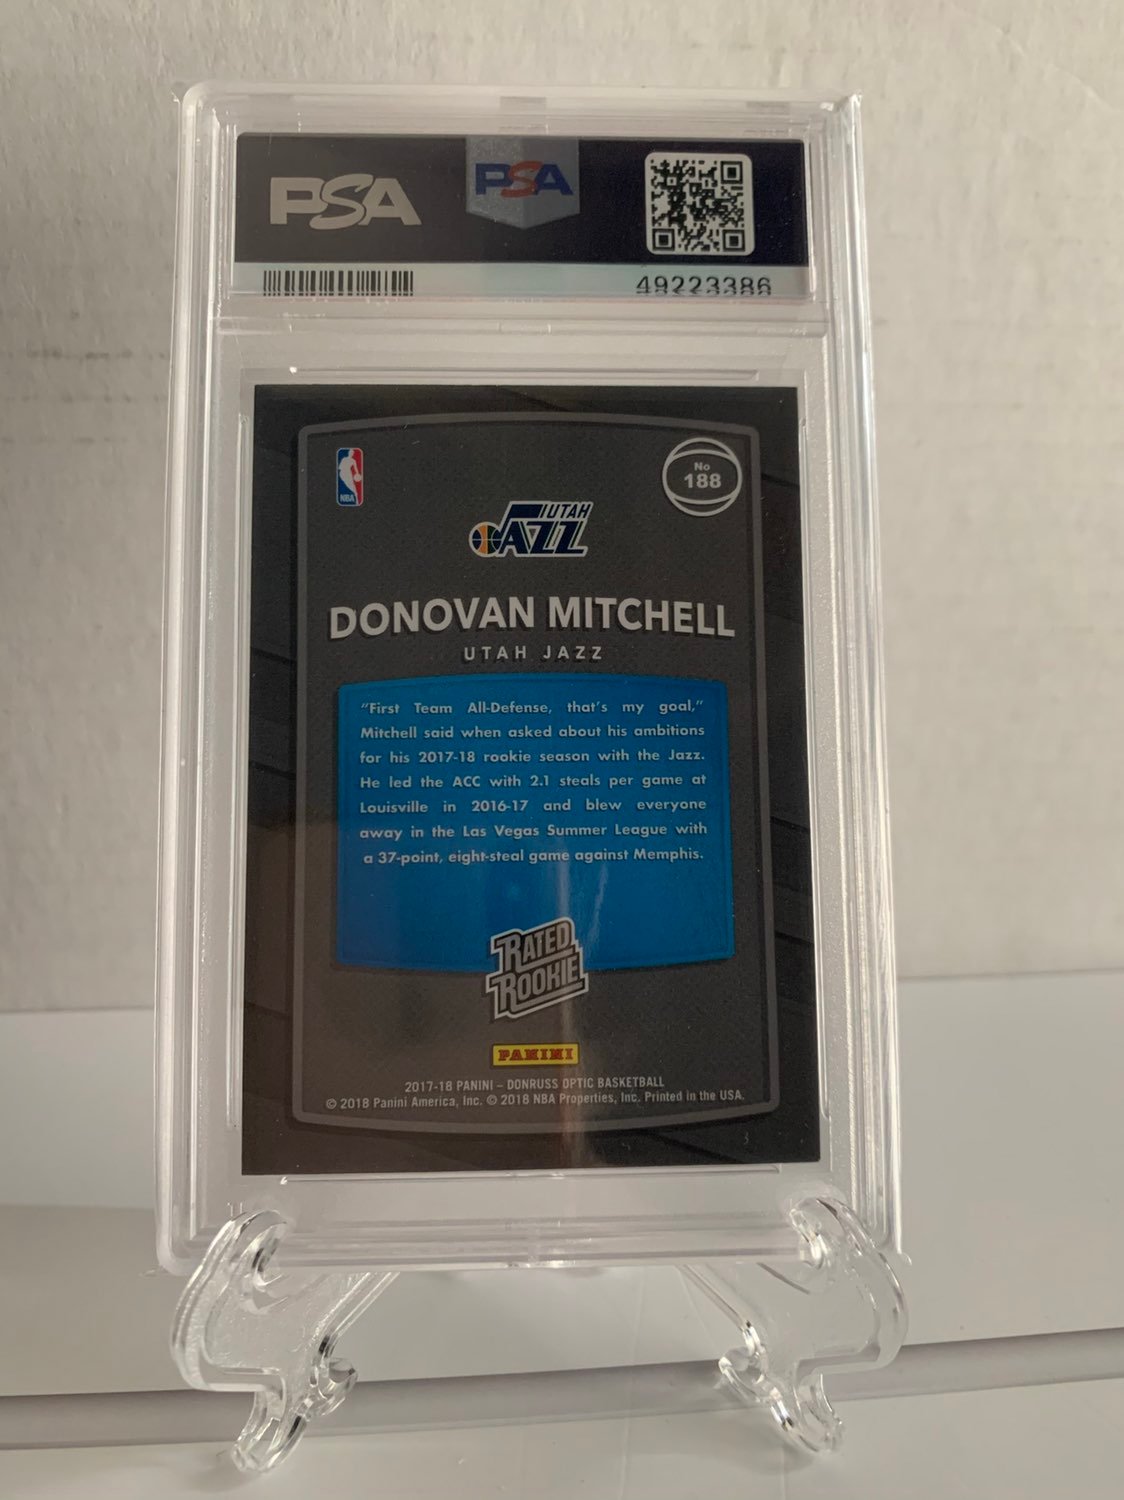 PSA PSA
49223386
NBA
No
188
UTAH
JAZZ
DONOVAN MITCHELL
UTAH JAZZ
"First Team All-Defense, that's my goal,"
Mitchell said when asked about his ambitions
for his 2017-18 rookie season with the Jazz.
He led the ACC with 2.1 steals per game at
Louisville in 2016-17 and blew everyone
away in the Las Vegas Summer League with
a 37-point, eight-steal game against Memphis.
RATED
ROOKIE
PANINI
2017-18 PANINI – DONRUSS OPTIC BASKETBALL
© 2018 Panini America, Inc. © 2018 NBA Properties, Inc. Printed in the USA.